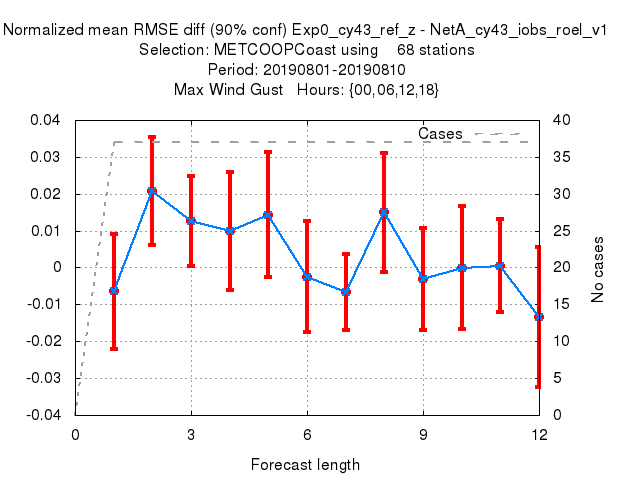 Normalized mean RMSE diff (90% conf) Exp0_cy43_ref_z - NetA_cy43_iobs_roel_v1
Selection: METCOOPCoast using    68 stations
Period: 20190801-20190810
Max Wind Gust   Hours: {00,06,12,18}
Cases
0.04
0.03
0.02
0.01
0
-0.01
-0.02
-0.03
-0.04
40
35
30
25
20
15
10
5
0
No cases
0 3 6 9 12
Forecast length